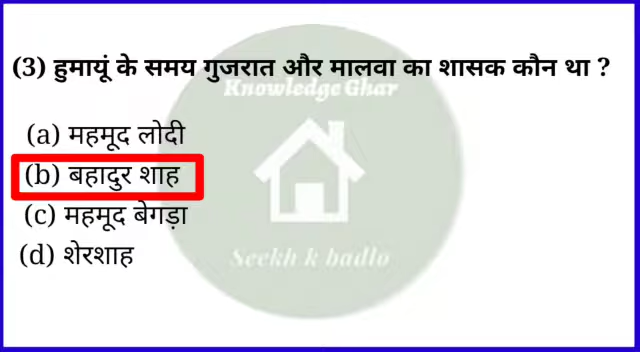 (3) हुमायूं के समय गुजरात और मालवा का शासक कौन था ?
Knowledge Ghar
(a) महमूद लोदी
(b) बहादुर शाह
(c) महमूद बेगड़ा
(d) शेरशाह
Seekh k badlo